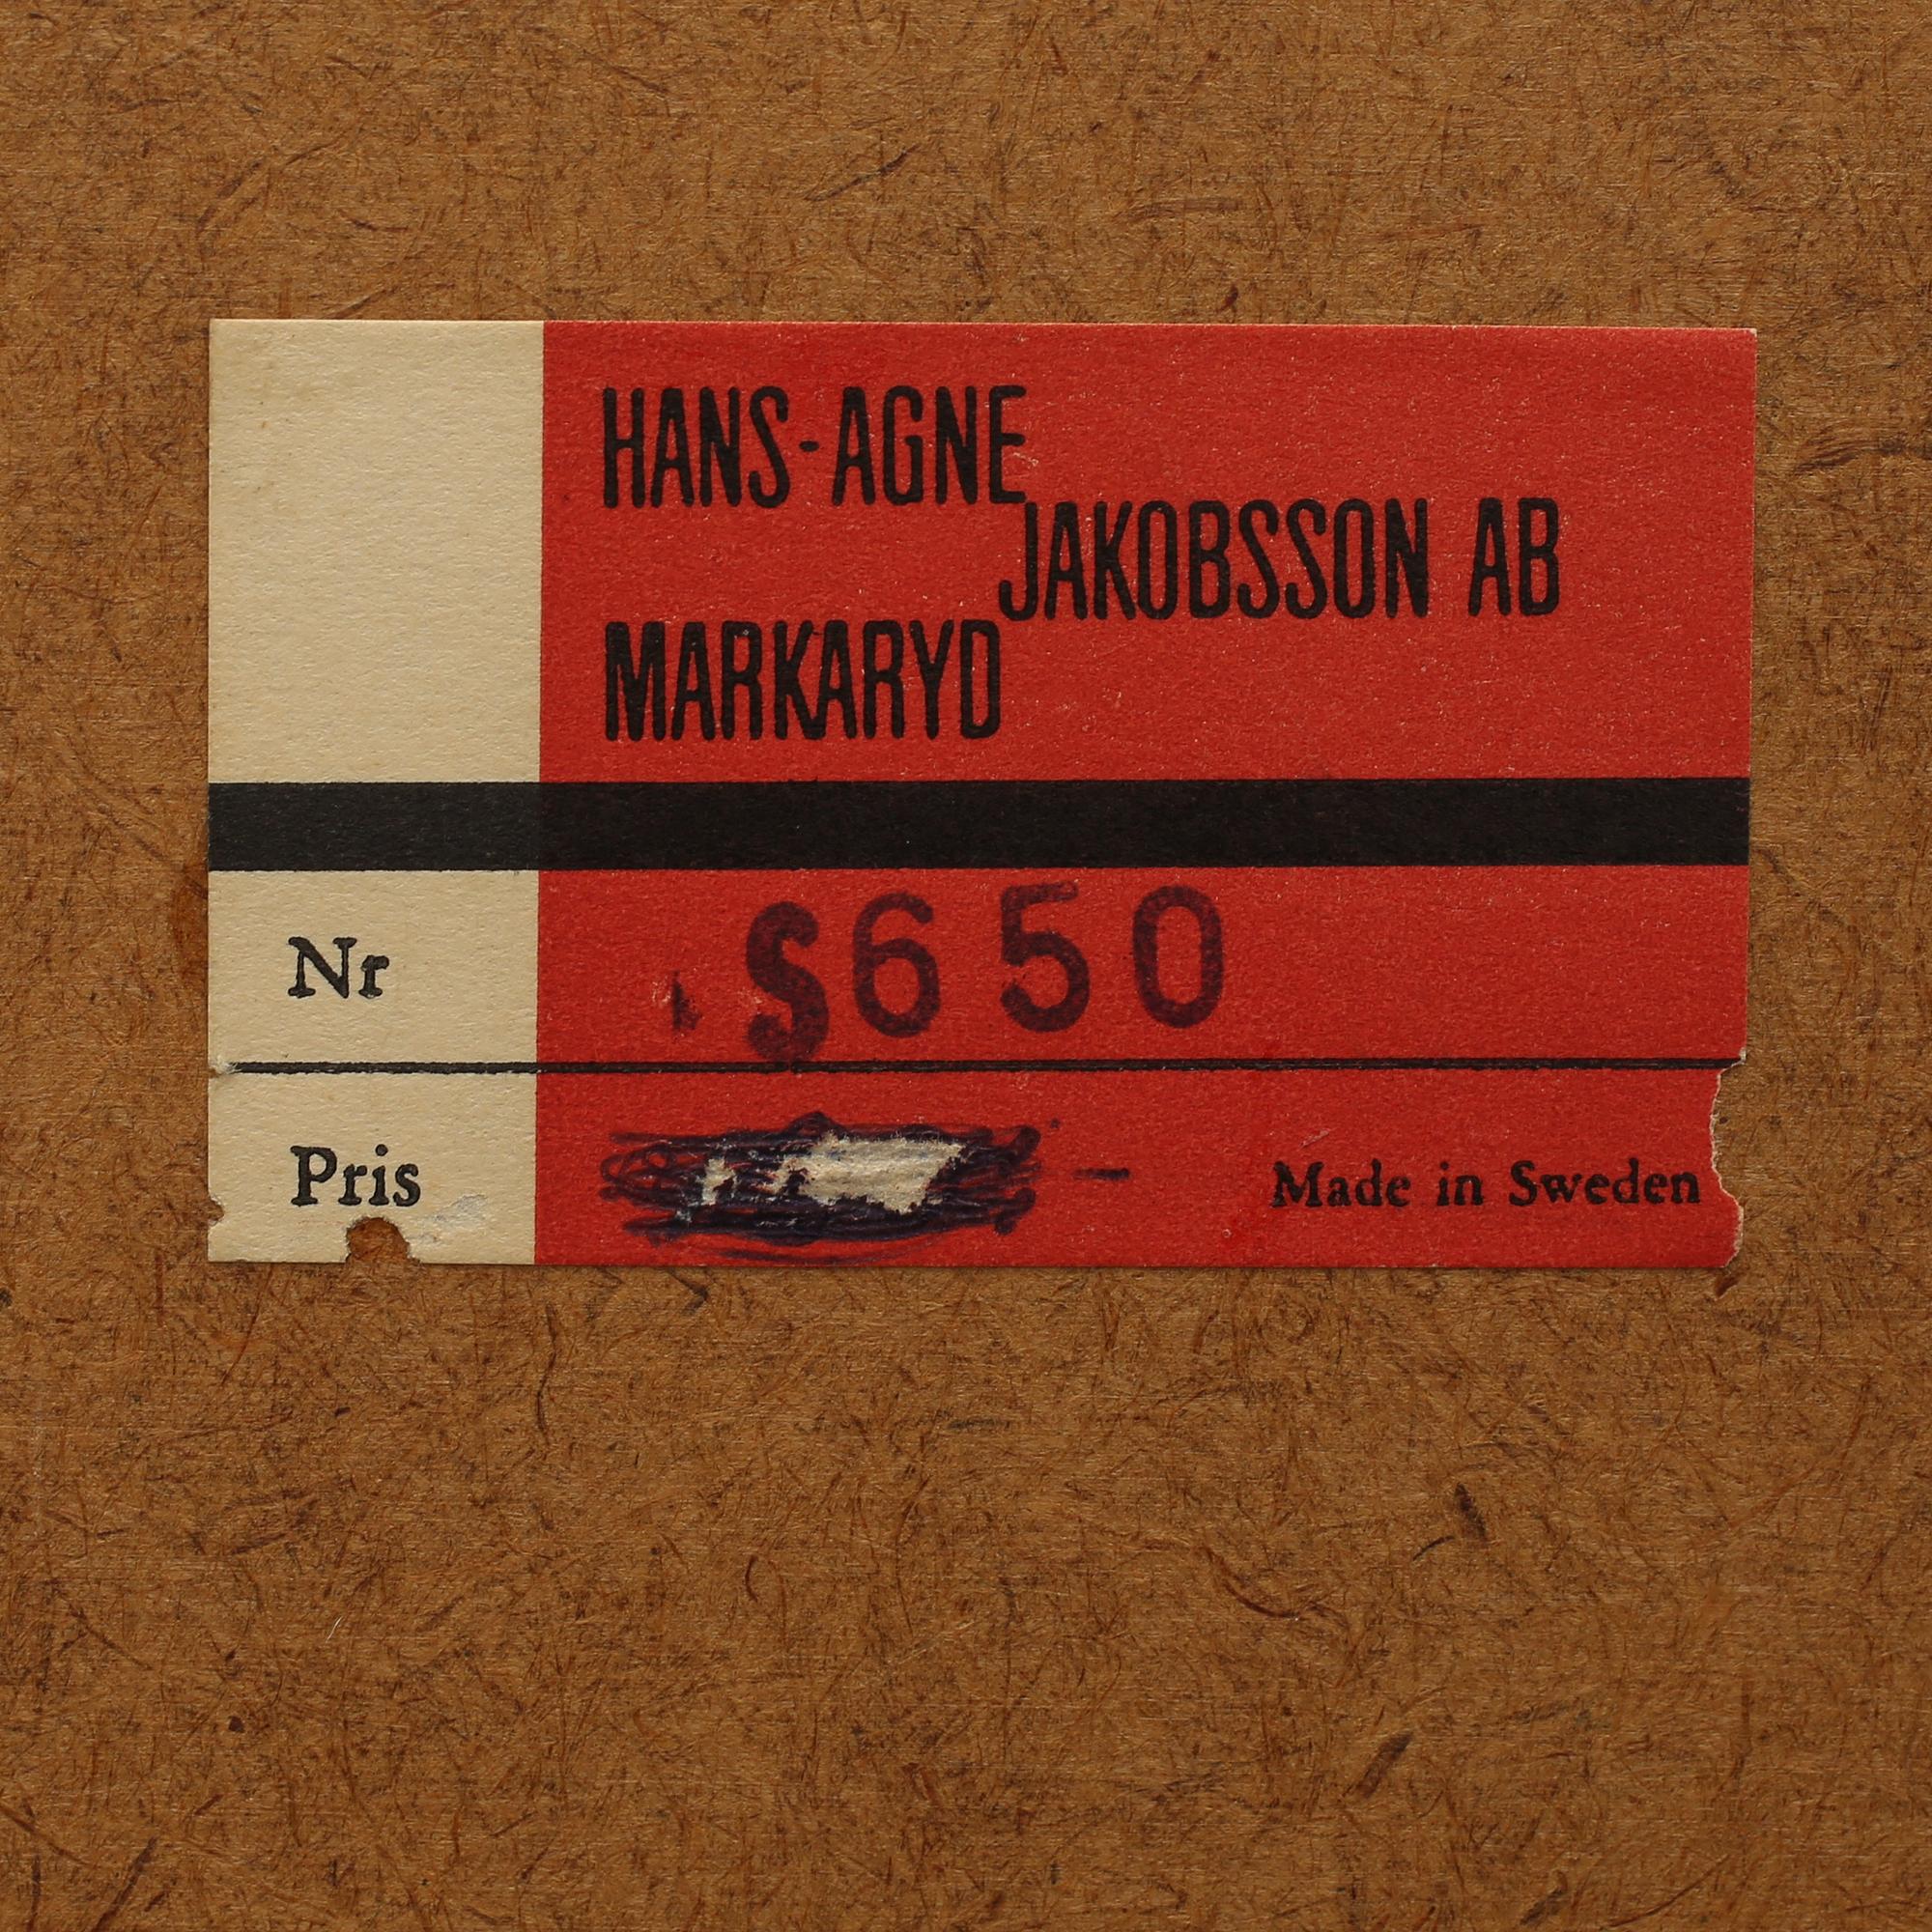 HANS-AGNE
JAKOBSSON AB
MARKARYD
Nr S650
Pris – Made in Sweden